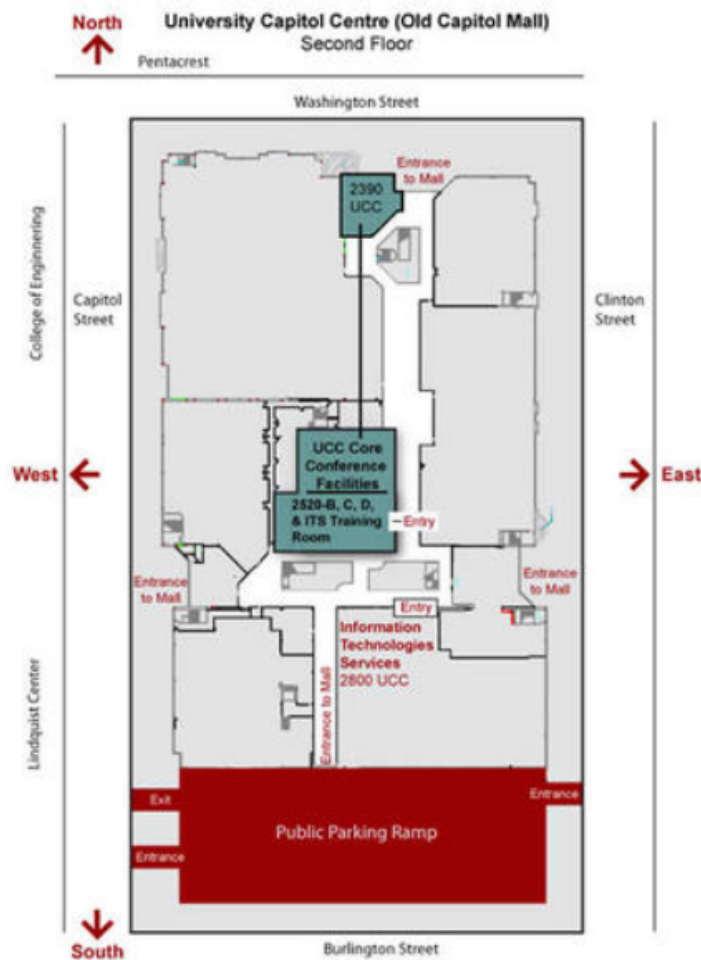 North
University Capitol Centre (Old Capitol Mall)
Second Floor
Pentacrest
Washington Street
Entrance
to Mall
2390
UCC
College of Enginnering
Capitol
Street
Clinton
Street
UCC Core
Conference
Facilities
2520-B, C, D,
& ITS Training
Room
Entry
West
East
Entrance
to Mall
Entrance
to Mall
Entry
Information
Technologies
Services
2800 UCC
Entrance to Mall
Lindquist Center
Exit
Entrance
Public Parking Ramp
Entrance
South
Burlington Street